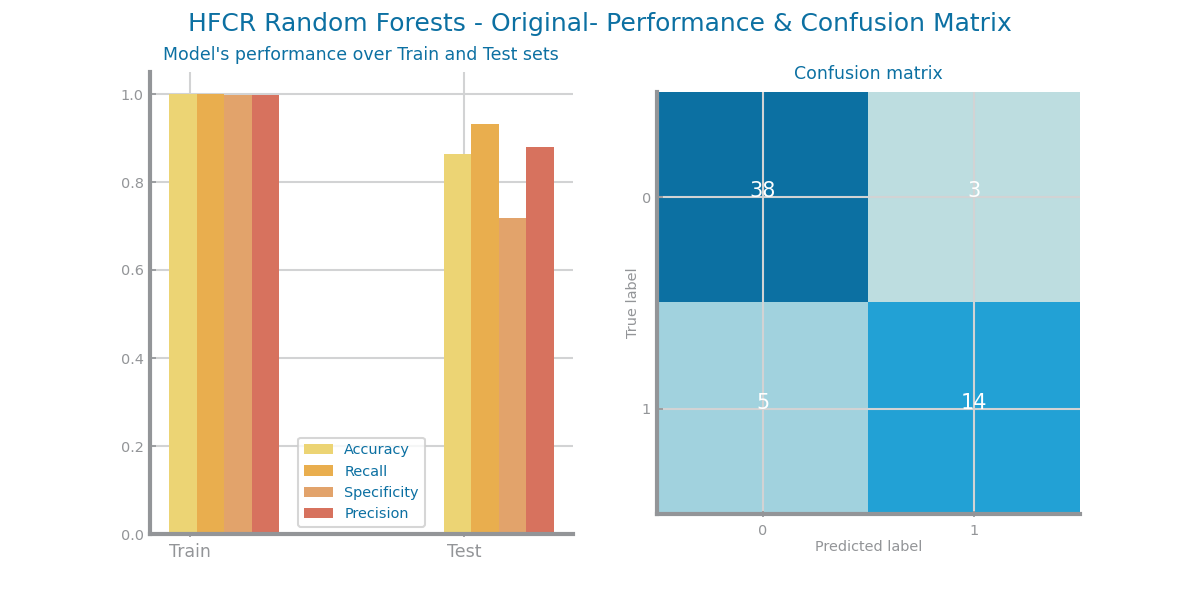 HFCR Random Forests - Original- Performance & Confusion Matrix
Model's performance over Train and Test sets
1.0
0.8
0.6
0.4
0.2
0.0
Train
Test
Accuracy
Recall
Specificity
Precision
Confusion matrix
True label
0
1
38
3
5
14
0
1
Predicted label